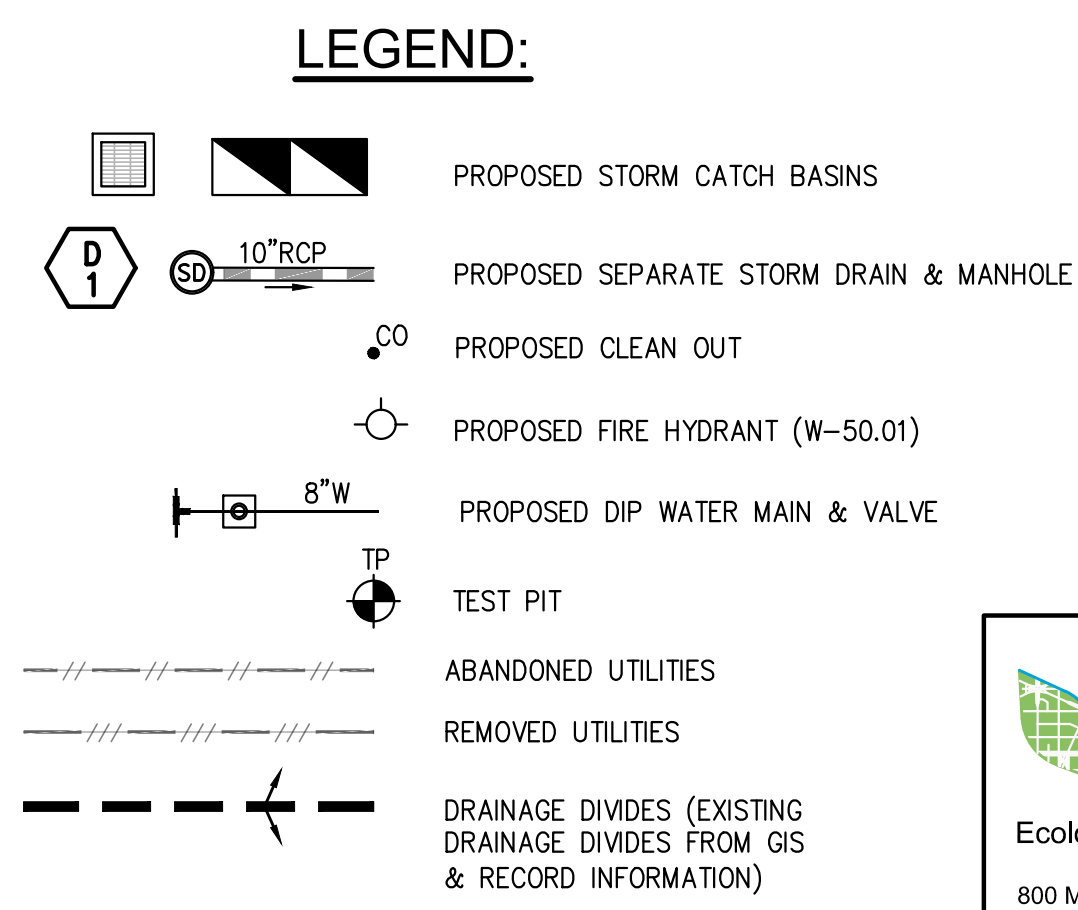 LEGEND:
PROPOSED STORM CATCH BASINS
D
1
SD
10"RCP
PROPOSED SEPARATE STORM DRAIN & MANHOLE
CO
PROPOSED CLEAN OUT
PROPOSED FIRE HYDRANT (W-50.01)
8"W
PROPOSED DIP WATER MAIN & VALVE
TP
TEST PIT
ABANDONED UTILITIES
REMOVED UTILITIES
DRAINAGE DIVIDES (EXISTING
DRAINAGE DIVIDES FROM GIS
& RECORD INFORMATION)
800